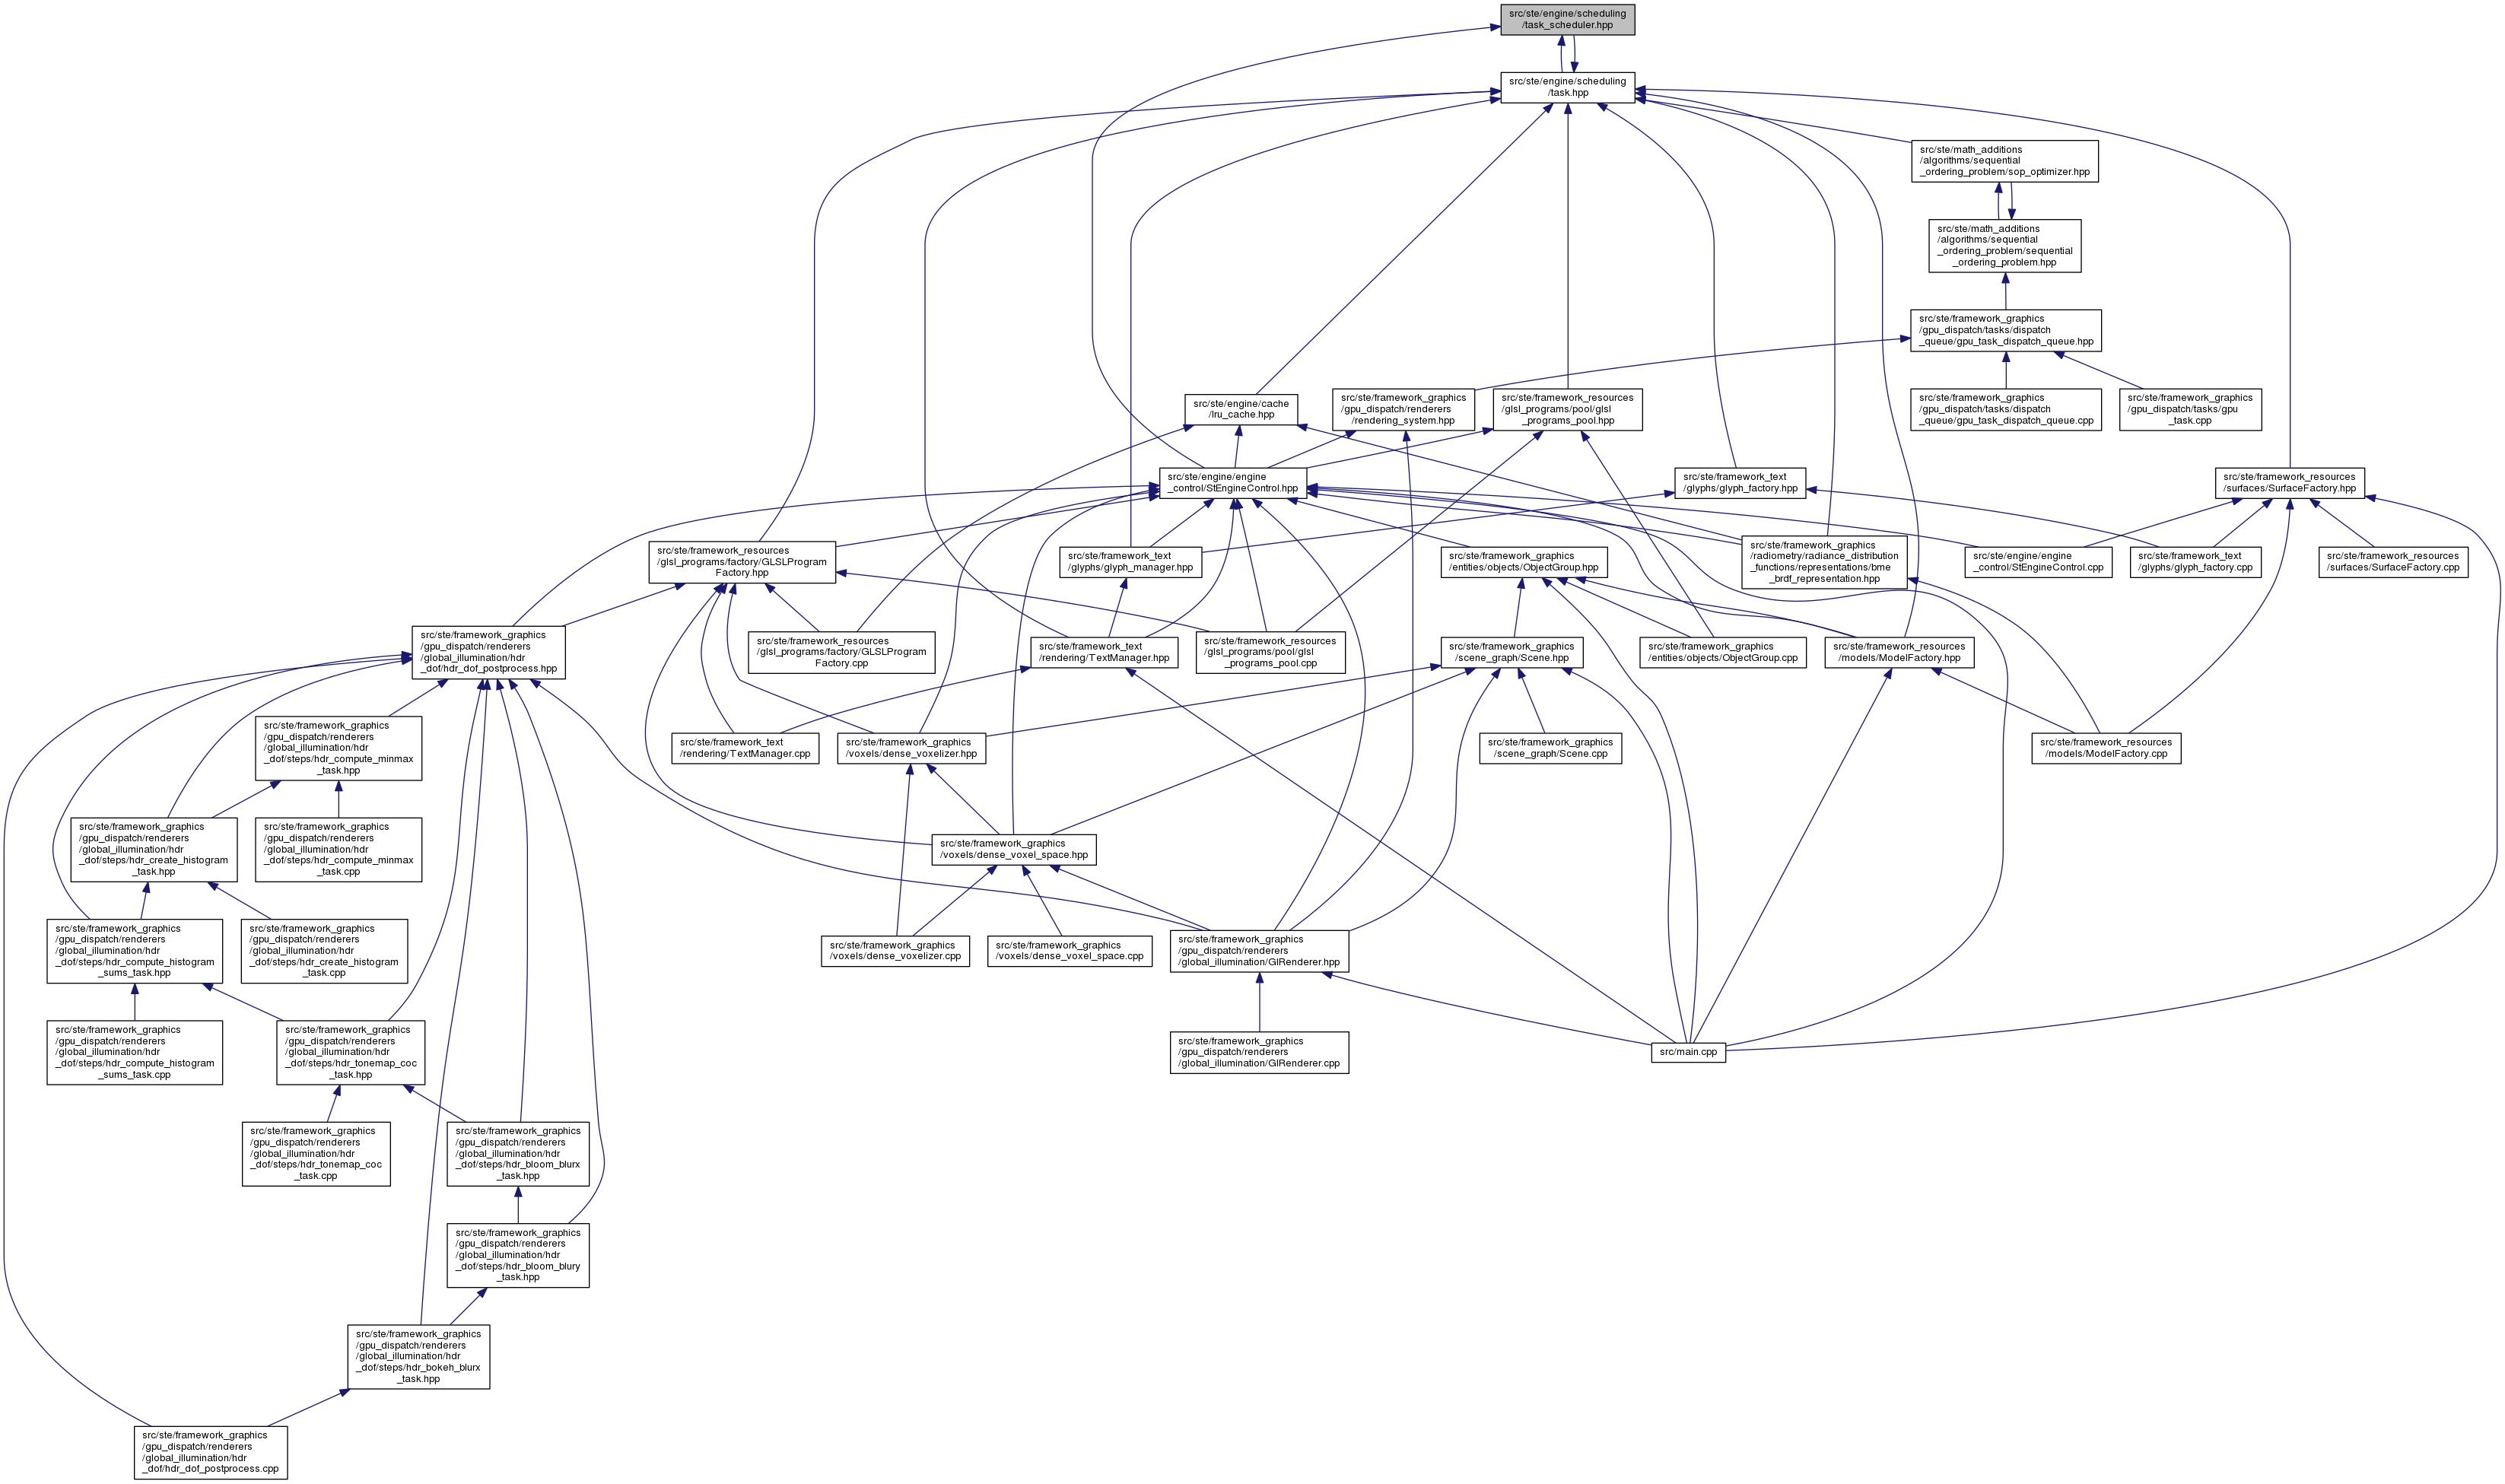 src/ste/engine/scheduling
/task_scheduler.hpp
src/ste/engine/scheduling
/task.hpp
src/ste/math_additions
/algorithms/sequential
_ordering_problem/sop_optimizer.hpp
src/ste/math_additions
/algorithms/sequential
_ordering_problem/sequential
_ordering_problem.hpp
src/ste/framework_graphics
/gpu_dispatch/tasks/dispatch
_queue/gpu_task_dispatch_queue.hpp
src/ste/engine/cache
/lru_cache.hpp
src/ste/framework_graphics
/gpu_dispatch/renderers
/rendering_system.hpp
src/ste/framework_resources
/glsl_programs/pool/glsl
_programs_pool.hpp
src/ste/framework_graphics
/gpu_dispatch/tasks/dispatch
_queue/gpu_task_dispatch_queue.cpp
src/ste/framework_graphics
/gpu_dispatch/tasks/gpu
_task.cpp
src/ste/engine/engine
_control/StEngineControl.hpp
src/ste/framework_text
/glyphs/glyph_factory.hpp
src/ste/framework_resources
/surfaces/SurfaceFactory.hpp
src/ste/framework_resources
/glsl_programs/factory/GLSLProgram
Factory.hpp
src/ste/framework_text
/glyphs/glyph_manager.hpp
src/ste/framework_graphics
/entities/objects/ObjectGroup.hpp
src/ste/framework_graphics
/radiometry/radiance_distribution
_functions/representations/bme
_brdf_representation.hpp
src/ste/engine/engine
_control/StEngineControl.cpp
src/ste/framework_text
/glyphs/glyph_factory.cpp
src/ste/framework_resources
/surfaces/SurfaceFactory.cpp
src/ste/framework_graphics
/gpu_dispatch/renderers
/global_illumination/hdr
_dof/hdr_dof_postprocess.hpp
src/ste/framework_resources
/glsl_programs/factory/GLSLProgram
Factory.cpp
src/ste/framework_text
/rendering/TextManager.hpp
src/ste/framework_resources
/glsl_programs/pool/glsl
_programs_pool.cpp
src/ste/framework_graphics
/scene_graph/Scene.hpp
src/ste/framework_graphics
/entities/objects/ObjectGroup.cpp
src/ste/framework_resources
/models/ModelFactory.hpp
src/ste/framework_graphics
/gpu_dispatch/renderers
/global_illumination/hdr
_dof/steps/hdr_compute_minmax
_task.hpp
src/ste/framework_text
/rendering/TextManager.cpp
src/ste/framework_graphics
/voxels/dense_voxelizer.hpp
src/ste/framework_graphics
/scene_graph/Scene.cpp
src/ste/framework_resources
/models/ModelFactory.cpp
src/ste/framework_graphics
/gpu_dispatch/renderers
/global_illumination/hdr
_dof/steps/hdr_create_histogram
_task.hpp
src/ste/framework_graphics
/gpu_dispatch/renderers
/global_illumination/hdr
_dof/steps/hdr_compute_minmax
_task.cpp
src/ste/framework_graphics
/voxels/dense_voxel_space.hpp
src/ste/framework_graphics
/gpu_dispatch/renderers
/global_illumination/hdr
_dof/steps/hdr_compute_histogram
_sums_task.hpp
src/ste/framework_graphics
/gpu_dispatch/renderers
/global_illumination/hdr
_dof/steps/hdr_create_histogram
_task.cpp
src/ste/framework_graphics
/voxels/dense_voxelizer.cpp
src/ste/framework_graphics
/voxels/dense_voxel_space.cpp
src/ste/framework_graphics
/gpu_dispatch/renderers
/global_illumination/GIRenderer.hpp
src/ste/framework_graphics
/gpu_dispatch/renderers
/global_illumination/hdr
_dof/steps/hdr_compute_histogram
_sums_task.cpp
src/ste/framework_graphics
/gpu_dispatch/renderers
/global_illumination/hdr
_dof/steps/hdr_tonemap_coc
_task.hpp
src/ste/framework_graphics
/gpu_dispatch/renderers
/global_illumination/GIRenderer.cpp
src/main.cpp
src/ste/framework_graphics
/gpu_dispatch/renderers
/global_illumination/hdr
_dof/steps/hdr_tonemap_coc
_task.cpp
src/ste/framework_graphics
/gpu_dispatch/renderers
/global_illumination/hdr
_dof/steps/hdr_bloom_blurx
_task.hpp
src/ste/framework_graphics
/gpu_dispatch/renderers
/global_illumination/hdr
_dof/steps/hdr_bloom_blury
_task.hpp
src/ste/framework_graphics
/gpu_dispatch/renderers
/global_illumination/hdr
_dof/steps/hdr_bokeh_blurx
_task.hpp
src/ste/framework_graphics
/gpu_dispatch/renderers
/global_illumination/hdr
_dof/hdr_dof_postprocess.cpp